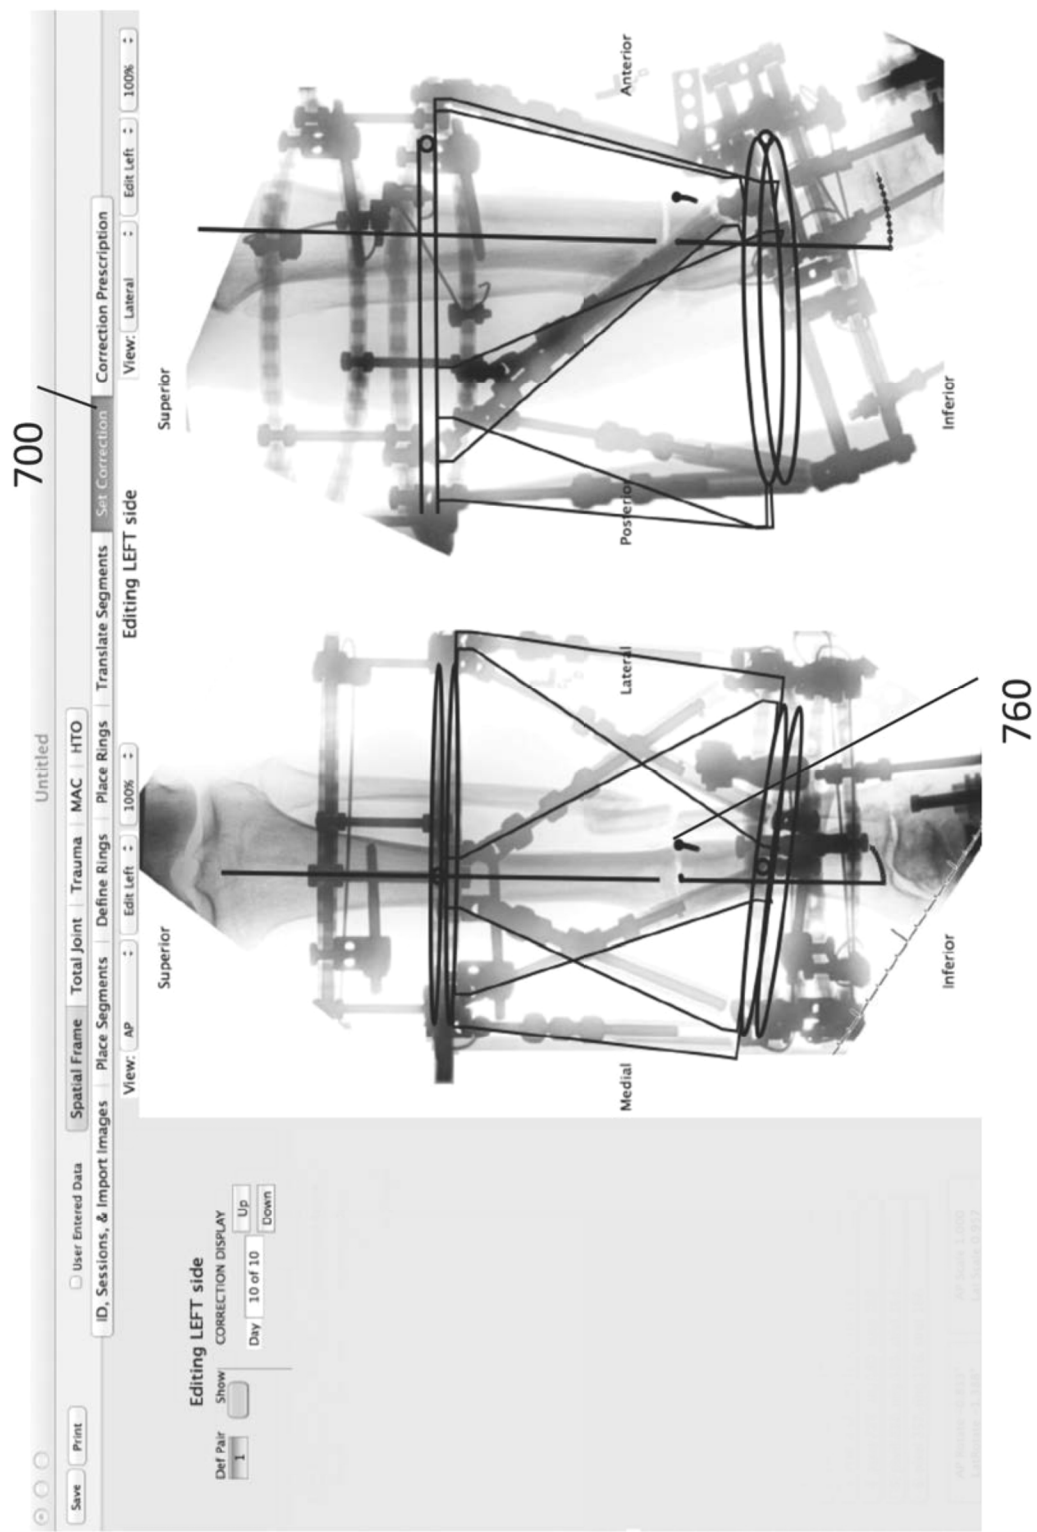 Untitled
Save Print User Entered Data Spatial Frame Total Joint Trauma MAC HTO
ID, Sessions, & Import Images Place Segments Define Rings Place Rings Translate Segments Set Correction Correction Prescription
700
View: AP Edit Left 100% Editing LEFT side View: Lateral Edit Left 100%
Editing LEFT side
Def Pair Show CORRECTION DISPLAY
1 Day 10 of 10 Up
Down
Superior Superior
Medial Lateral Posterior Anterior
Inferior Inferior
760